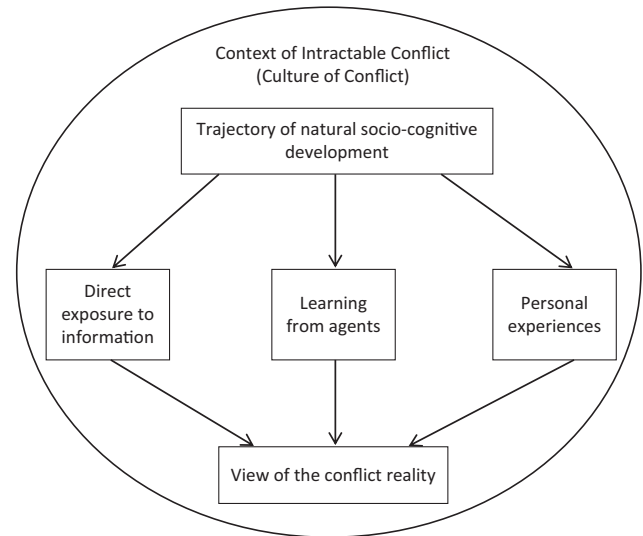 Context of Intractable Conflict
(Culture of Conflict)
Trajectory of natural socio-cognitive
development
Direct
exposure to
information
Learning
from agents
Personal
experiences
View of the conflict reality